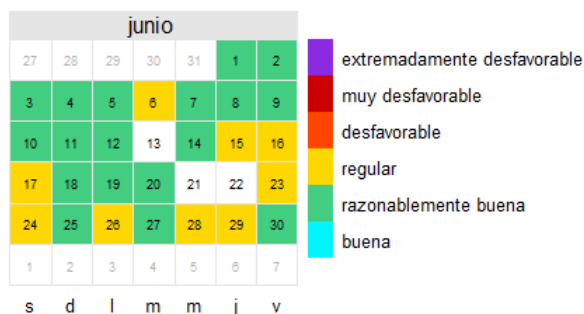 junio
27 28 29 30 31 1 2
3 4 5 6 7 8 9
10 11 12 13 14 15 16
17 18 19 20 21 22 23
24 25 26 27 28 29 30
1 2 3 4 5 6 7
s d l m m j v
extremadamente desfavorable
muy desfavorable
desfavorable
regular
razonablemente buena
buena